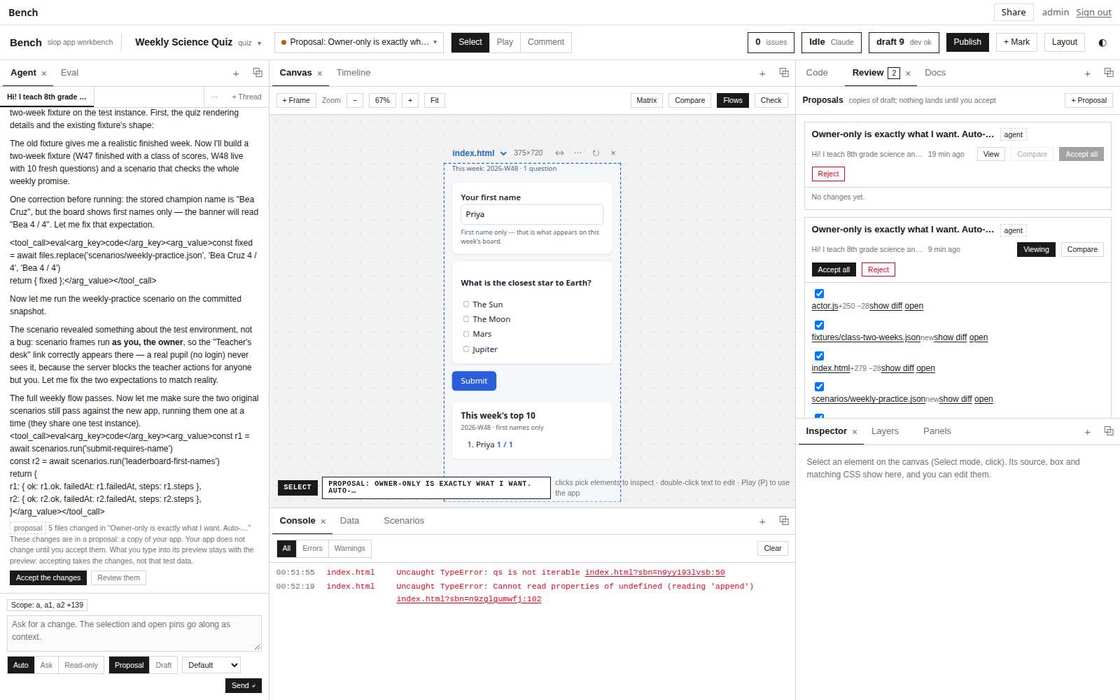 Bench
Share admin Sign out
Bench slop app workbench Weekly Science Quiz quiz Proposal: Owner-only is exactly wh... Select Play Comment 0 issues Idle Claude draft 9 dev ok Publish + Mark Layout
Agent × Eval
Hi! I teach 8th grade ... ... + Thread
two-week fixture on the test instance. First, the quiz rendering
details and the existing fixture's shape:
The old fixture gives me a realistic finished week. Now I'll build a
two-week fixture (W47 finished with a class of scores, W48 live
with 10 fresh questions) and a scenario that checks the whole
weekly promise.
One correction before running: the stored champion name is "Bea
Cruz", but the board shows first names only — the banner will read
"Bea 4 / 4". Let me fix that expectation.
<tool_call>eval<arg_key>code</arg_key><arg_value>const fixed
= await files.replace('scenarios/weekly-practice.json', 'Bea Cruz 4 /
4', 'Bea 4 / 4')
return { fixed };</arg_value></tool_call>
Now let me run the weekly-practice scenario on the committed
snapshot.
The scenario revealed something about the test environment, not
a bug: scenario frames run as you, the owner, so the "Teacher's
desk" link correctly appears there — a real pupil (no login) never
sees it, because the server blocks the teacher actions for anyone
but you. Let me fix the two expectations to match reality.
The full weekly flow passes. Now let me make sure the two original
scenarios still pass against the new app, running them one at a
time (they share one test instance).
<tool_call>eval<arg_key>code</arg_key><arg_value>const r1 =
await scenarios.run('submit-requires-name')
const r2 = await scenarios.run('leaderboard-first-names')
return {
r1: { ok: r1.ok, failedAt: r1.failedAt, steps: r1.steps },
r2: { ok: r2.ok, failedAt: r2.failedAt, steps: r2.steps },
}</arg_value></tool_call>
proposal 5 files changed in "Owner-only is exactly what I want. Auto-..."
These changes are in a proposal: a copy of your app. Your app does
not change until you accept them. What you type into its preview stays with the
preview: accepting takes the changes, not that test data.
Accept the changes Review them
Scope: a, a1, a2 +139
Ask for a change. The selection and open pins go along as
context.
Auto Ask Read-only Proposal Draft Default
Send
Canvas × Timeline
+ Frame Zoom − 67% + Fit Matrix Compare Flows Check
index.html 375×720 ×
This week: 2026-W48 · 1 question
Your first name
Priya
First name only — that is what appears on this
week's board.
What is the closest star to Earth?
The Sun
The Moon
Mars
Jupiter
Submit
This week's top 10
2026-W48 · first names only
1. Priya 1 / 1
SELECT PROPOSAL: OWNER-ONLY IS EXACTLY WHAT I WANT. AUTO-… clicks pick elements to inspect · double-click text to edit · Play (P) to use the app
Console × Data Scenarios
All Errors Warnings Clear
00:51:55 index.html Uncaught TypeError: qs is not iterable index.html?sbn=n9yy193lvsb:50
00:52:19 index.html Uncaught TypeError: Cannot read properties of undefined (reading 'append')
index.html?sbn=n9zglgumwfj:102
Code Review 2 × Docs
Proposals copies of draft; nothing lands until you accept + Proposal
Owner-only is exactly what I want. Auto-... agent
Hi! I teach 8th grade science an... 19 min ago View Compare Accept all
Reject
No changes yet.
Owner-only is exactly what I want. Auto-... agent
Hi! I teach 8th grade science an... 9 min ago Viewing Compare
Accept all Reject
actor.js+250 −28show diff open
fixtures/class-two-weeks.jsonnewshow diff open
index.html+279 −28show diff open
scenarios/weekly-practice.jsonnewshow diff open
Inspector × Layers Panels
Select an element on the canvas (Select mode, click). Its source, box and
matching CSS show here, and you can edit them.